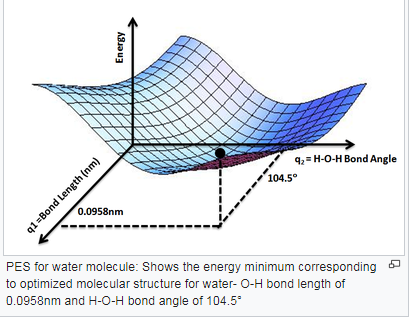 Energy
q₂ = H-O-H Bond Angle
104.5°
q1 =Bond Length (nm)
0.0958nm
PES for water molecule: Shows the energy minimum corresponding
to optimized molecular structure for water- O-H bond length of
0.0958nm and H-O-H bond angle of 104.5°